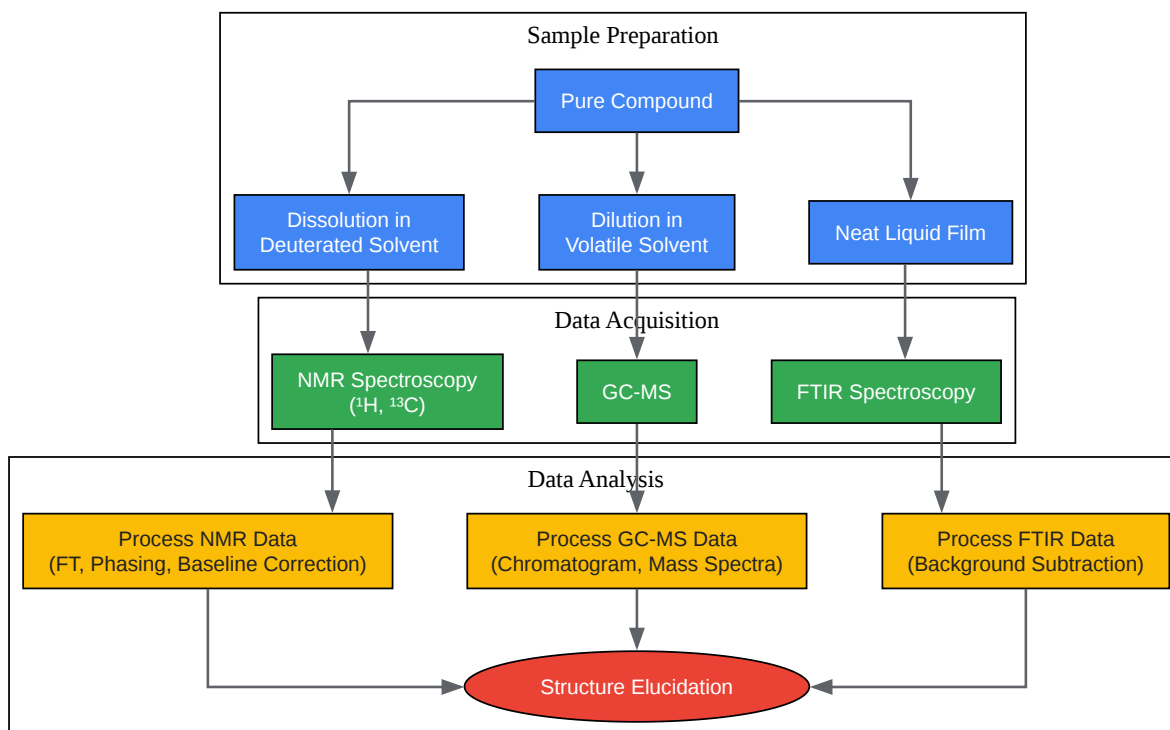 Sample Preparation
Pure Compound
Dissolution in
Deuterated Solvent
Dilution in
Volatile Solvent
Neat Liquid Film
Data Acquisition
NMR Spectroscopy
(¹H, ¹³C)
GC-MS
FTIR Spectroscopy
Data Analysis
Process NMR Data
(FT, Phasing, Baseline Correction)
Process GC-MS Data
(Chromatogram, Mass Spectra)
Process FTIR Data
(Background Subtraction)
Structure Elucidation